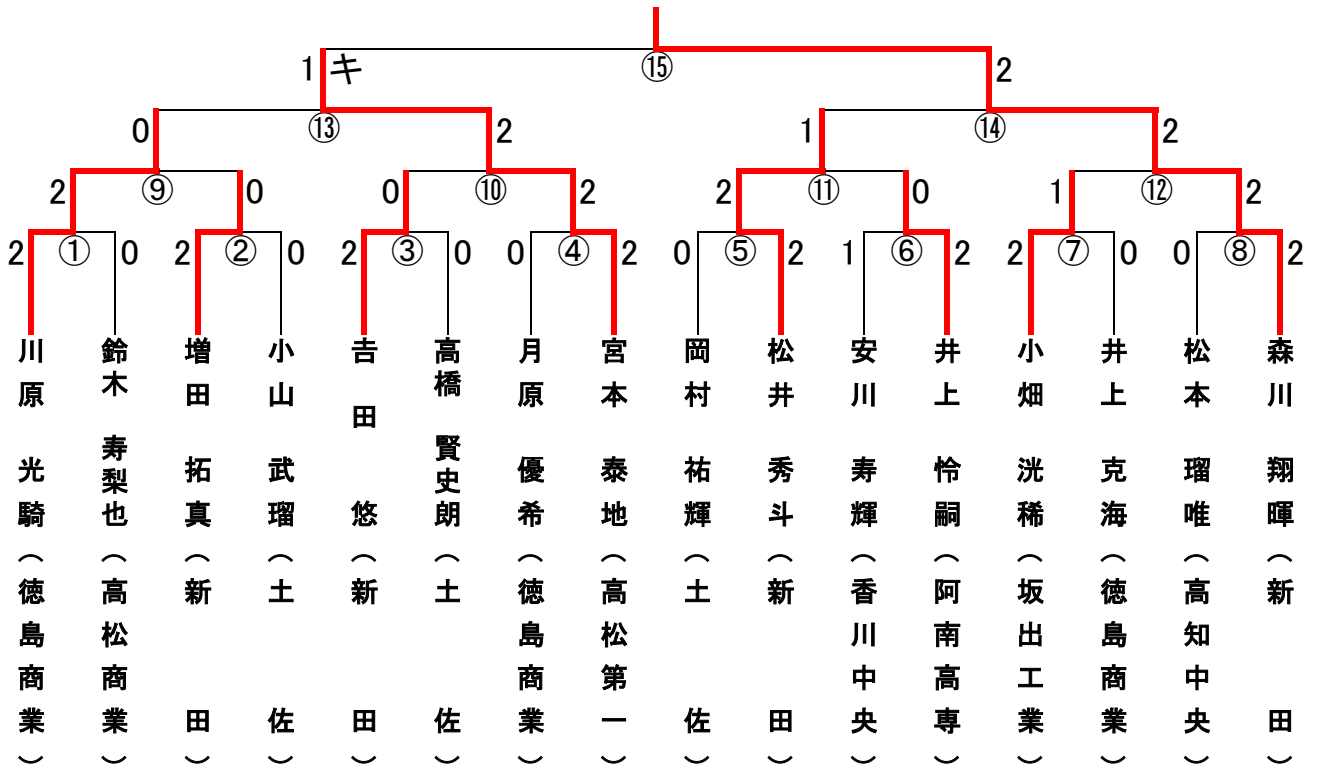 1 キ ⑮ 2
0 ⑬ 2 1 ⑭ 2
2 ⑨ 0 0 ⑩ 2 2 ⑪ 0 1 ⑫ 2
2 ① 0 2 ② 0 2 ③ 0 0 ④ 2 0 ⑤ 2 1 ⑥ 2 2 ⑦ 0 0 ⑧ 2
川原 光騎(徳島商業)
鈴木 寿梨也(高松商業)
増田 拓真(新田)
小山 武瑠(土佐)
吉田 悠(新田)
高橋 賢史朗(土佐)
月原 優希(徳島商業)
宮本 泰地(高松第一)
岡村 祐輝(土佐)
松井 秀斗(新田)
安川 寿輝(香川中央)
井上 怜嗣(阿南高専)
小畑 洸稀(坂出工業)
井上 克海(徳島商業)
松本 瑠唯(高知中央)
森川 翔暉(新田)